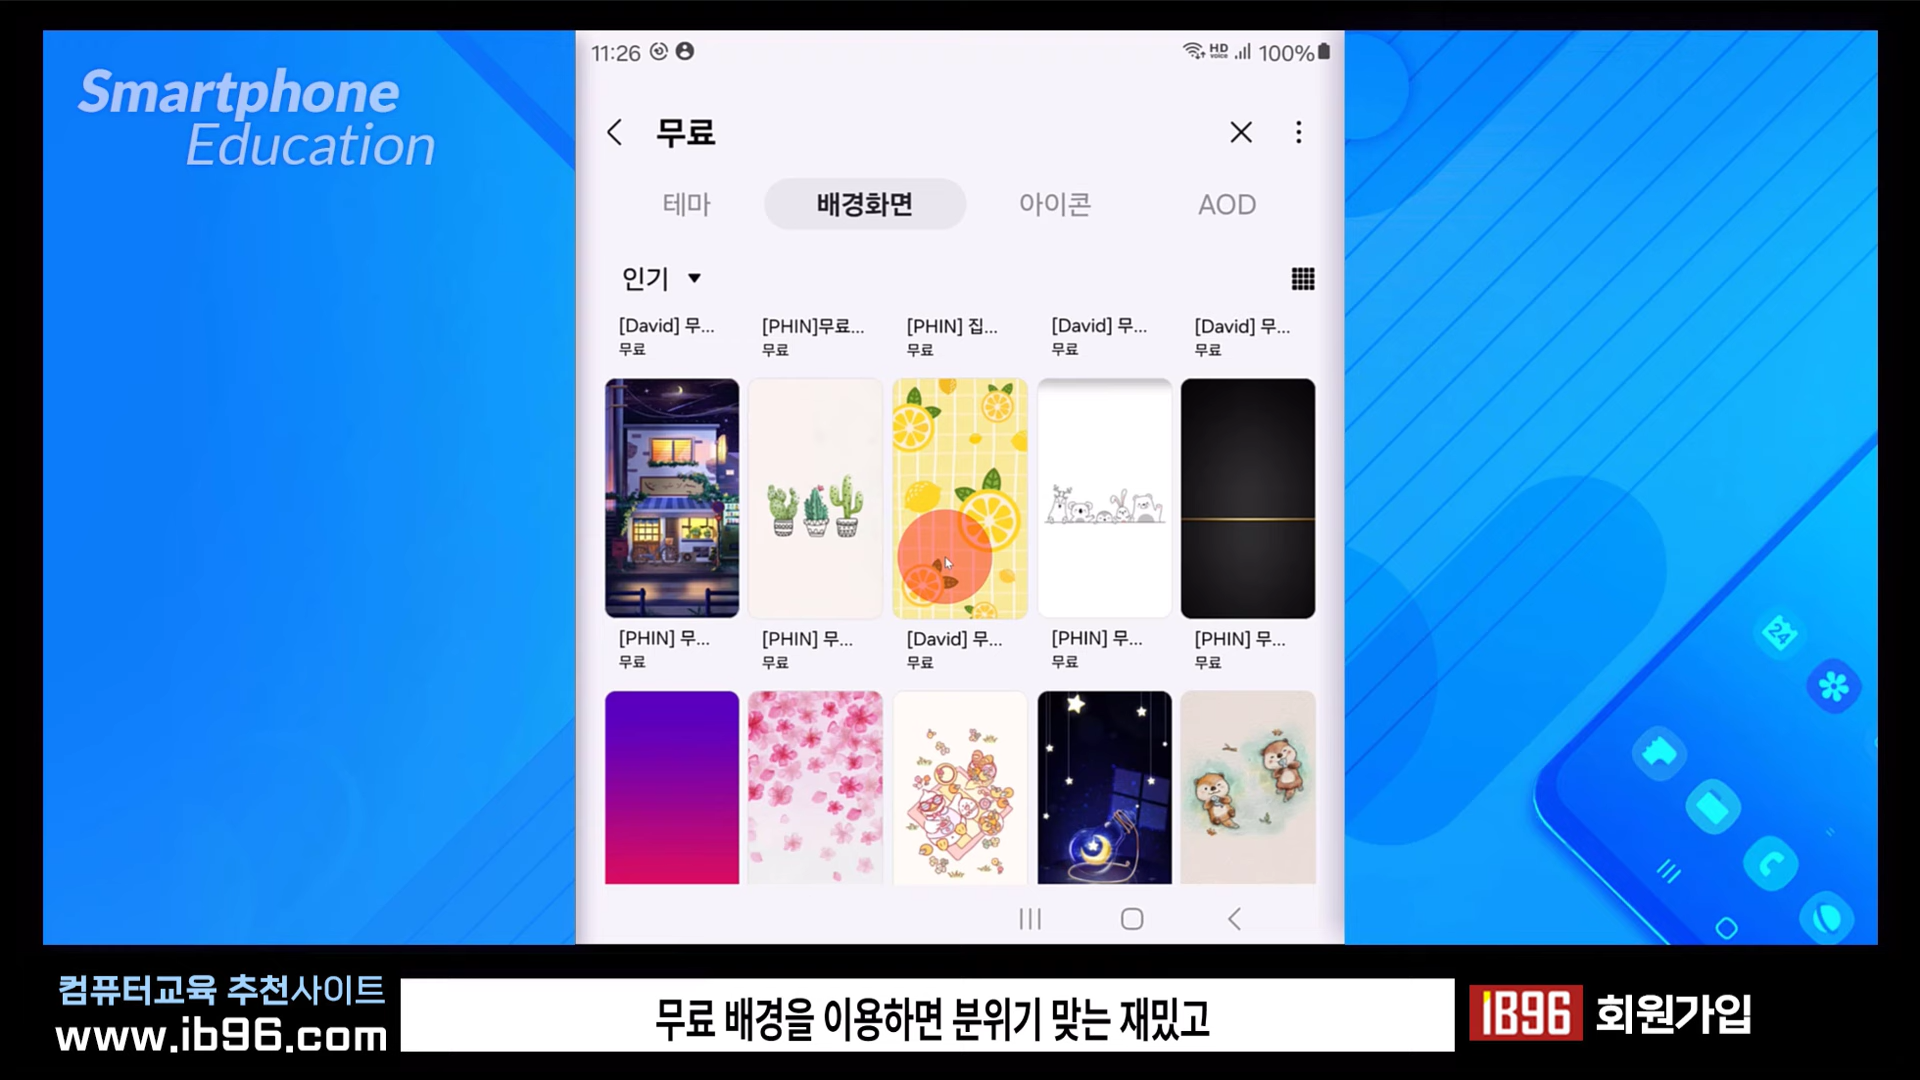 Smartphone
Education
11:26
HD
voice
100%
무료
테마
배경화면
아이콘
AOD
인기
[David] 무...
무료
[PHIN]무료...
무료
[PHIN] 집...
무료
[David] 무...
무료
[David] 무...
무료
[PHIN] 무...
무료
[PHIN] 무...
무료
[David] 무...
무료
[PHIN] 무...
무료
[PHIN] 무...
무료
24
컴퓨터교육 추천사이트
www.ib96.com
무료 배경을 이용하면 분위기 맞는 재밌고
IB96 회원가입